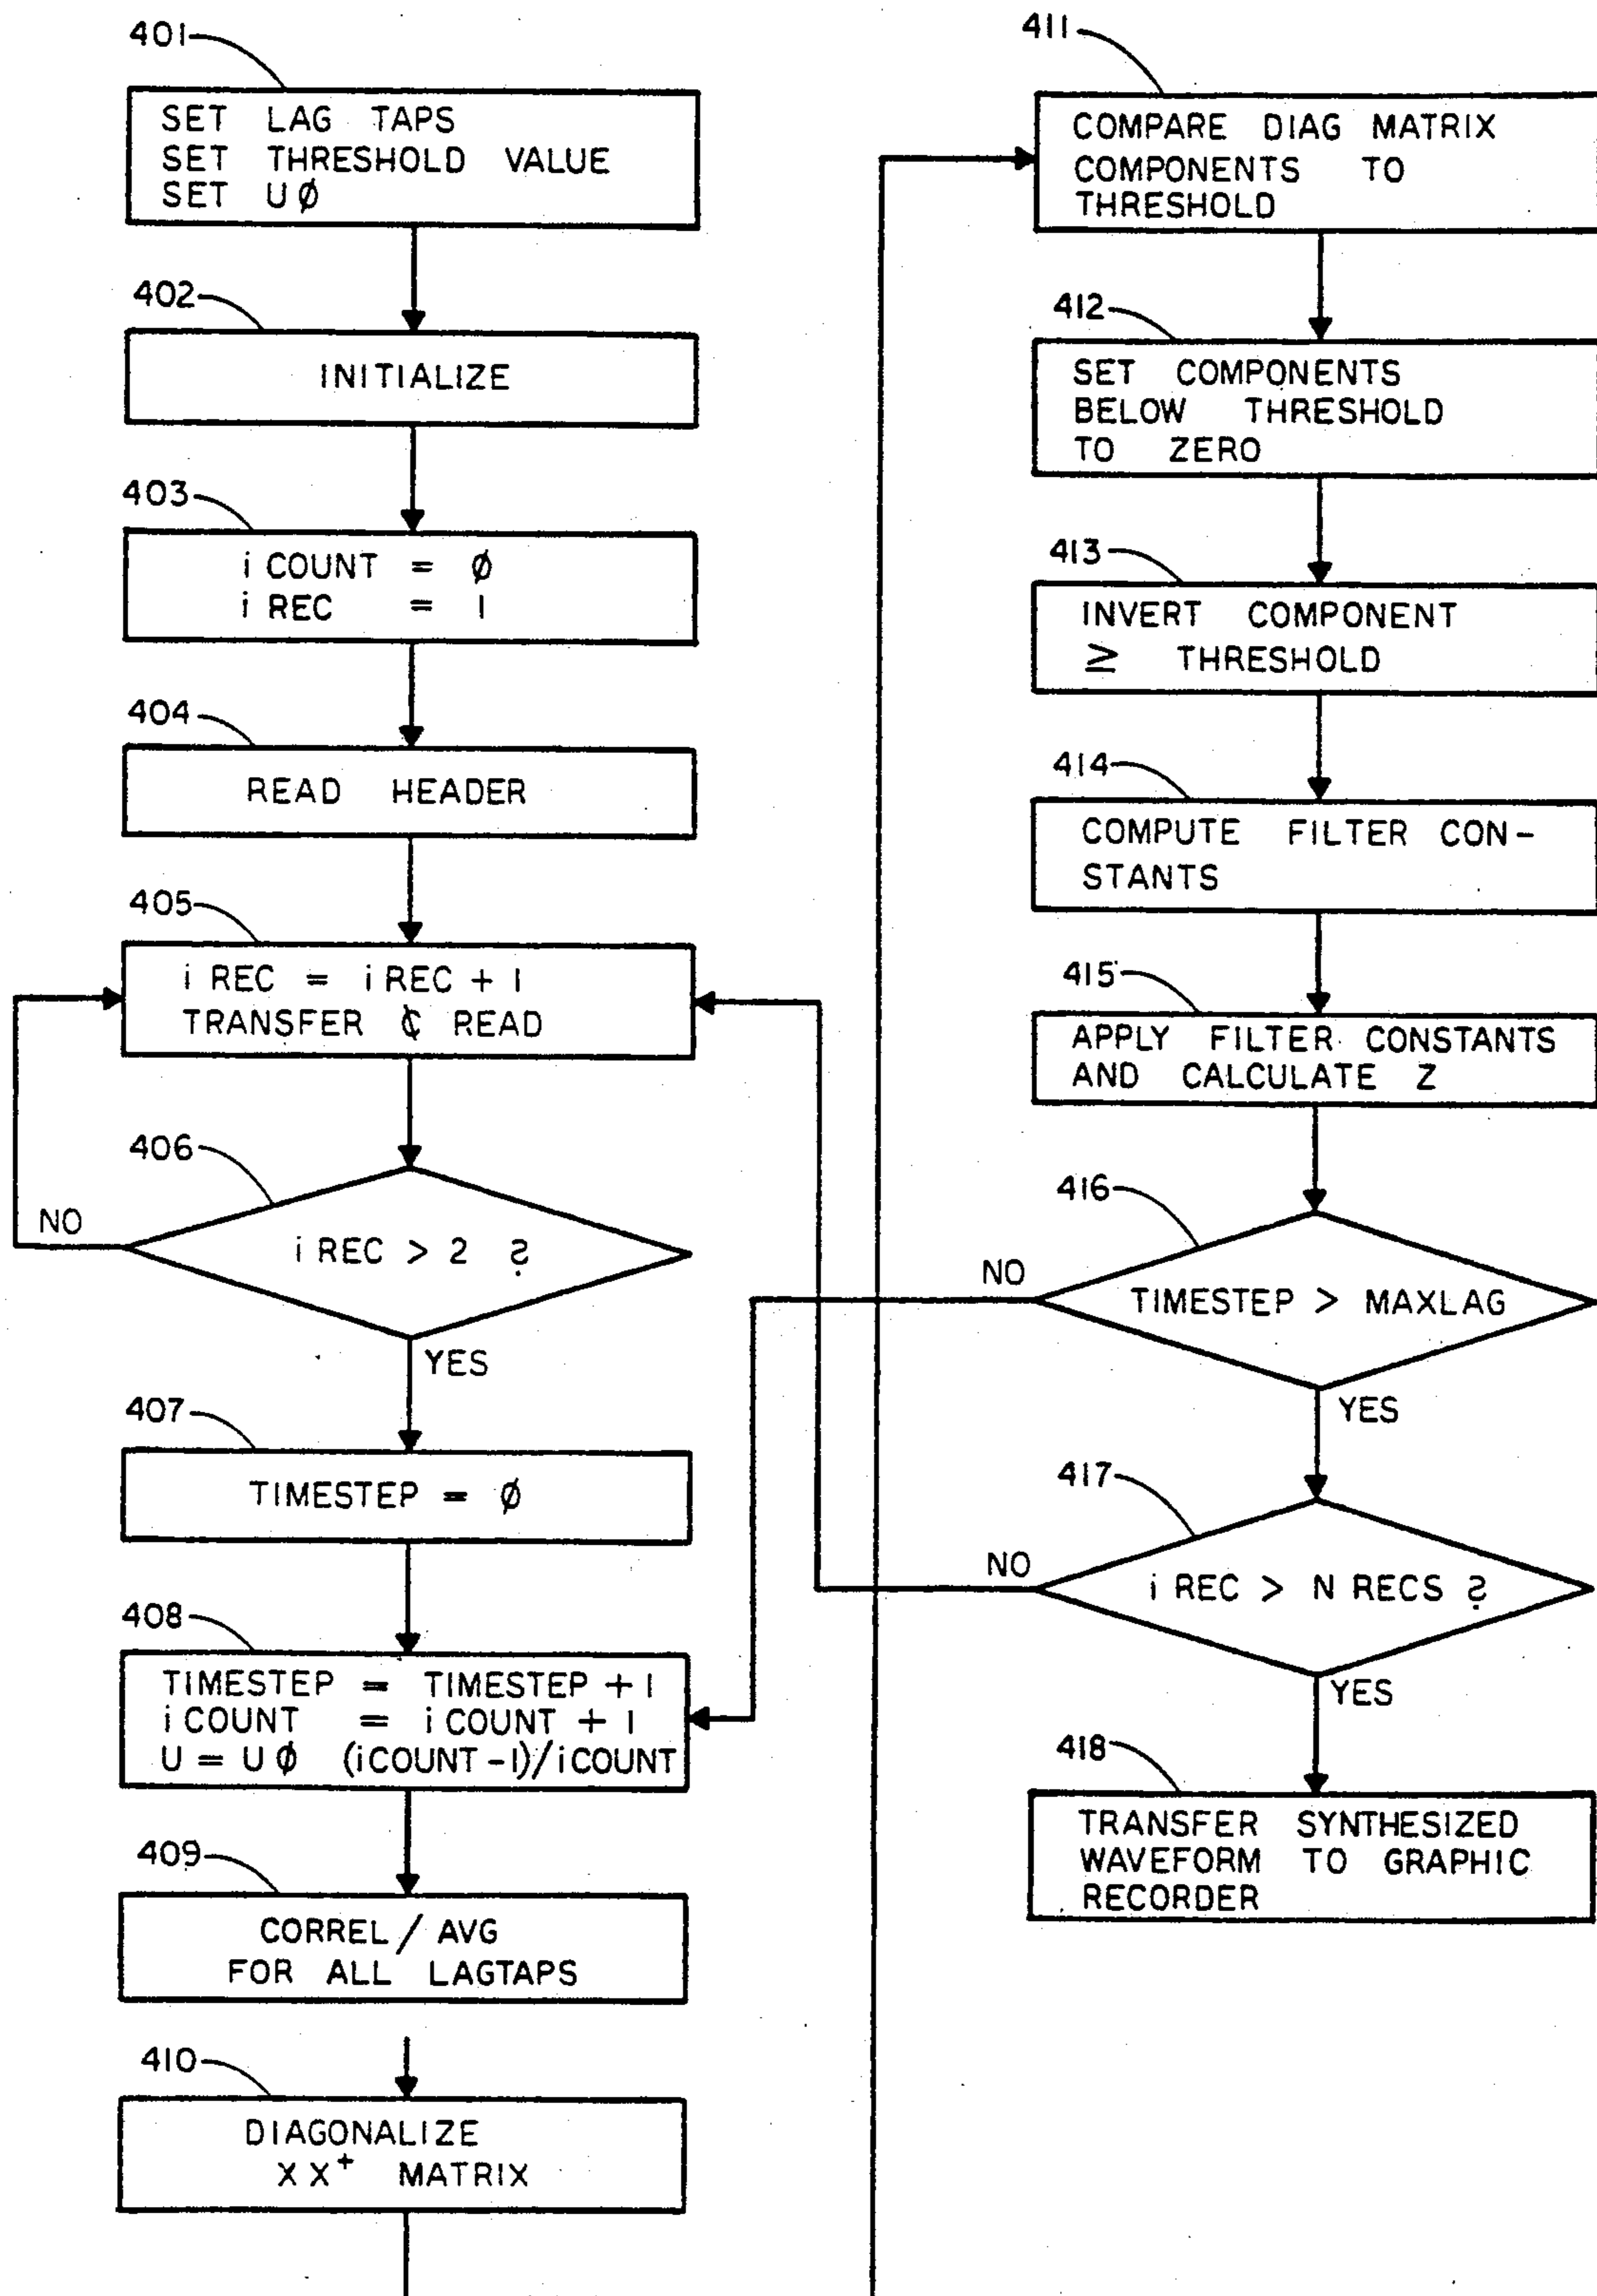 401
SET LAG TAPS
SET THRESHOLD VALUE
SET UØ
402
INITIALIZE
403
i COUNT = Ø
i REC = 1
404
READ HEADER
405
i REC = i REC + 1
TRANSFER & READ
406
NO
i REC > 2 ?
YES
407
TIMESTEP = Ø
408
TIMESTEP = TIMESTEP + 1
i COUNT = i COUNT + 1
U = UØ (iCOUNT-1)/iCOUNT
409
CORREL / AVG
FOR ALL LAGTAPS
410
DIAGONALIZE
XX⁺ MATRIX
411
COMPARE DIAG MATRIX
COMPONENTS TO
THRESHOLD
412
SET COMPONENTS
BELOW THRESHOLD
TO ZERO
413
INVERT COMPONENT
≥ THRESHOLD
414
COMPUTE FILTER CON-
STANTS
415
APPLY FILTER CONSTANTS
AND CALCULATE Z
416
NO
TIMESTEP > MAXLAG
YES
417
NO
i REC > N RECS ?
YES
418
TRANSFER SYNTHESIZED
WAVEFORM TO GRAPHIC
RECORDER